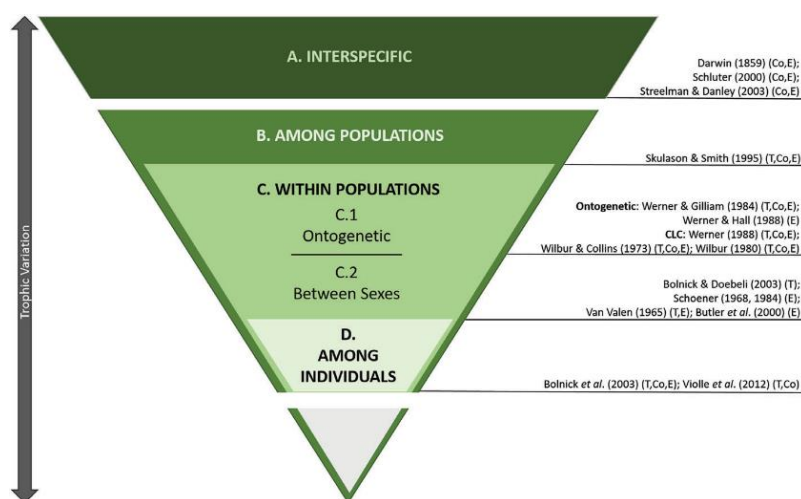 Trophic Variation
A. INTERSPECIFIC
Darwin (1859) (Co,E);
Schluter (2000) (Co,E);
Streelman & Danley (2003) (Co,E)
B. AMONG POPULATIONS
Skulason & Smith (1995) (T,Co,E)
C. WITHIN POPULATIONS
C.1
Ontogenetic
Ontogenetic: Werner & Gilliam (1984) (T,Co,E);
Werner & Hall (1988) (E)
CLC: Werner (1988) (T,Co,E);
Wilbur & Collins (1973) (T,Co,E); Wilbur (1980) (T,Co,E)
C.2
Between Sexes
Bolnick & Doebeli (2003) (T);
Schoener (1968, 1984) (E);
Van Valen (1965) (T,E); Butler et al. (2000) (E)
D.
AMONG
INDIVIDUALS
Bolnick et al. (2003) (T,Co,E); Violle et al. (2012) (T,Co)